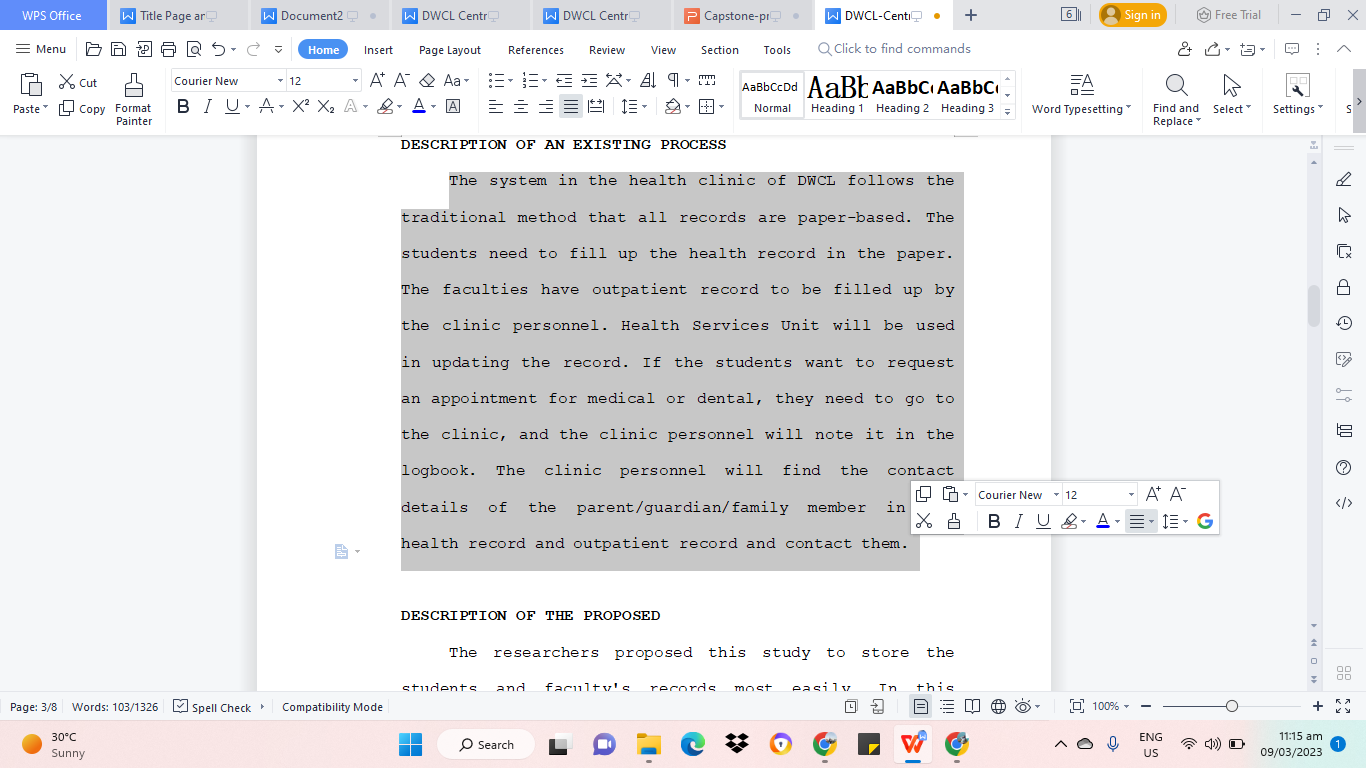 WPS Office Title Page an Document2 DWCL Centr DWCL Centr Capstone-pr DWCL-Centr 6 Sign in Free Trial
Menu Home Insert Page Layout References Review View Section Tools Click to find commands
Cut Courier New 12 AaBbCcDd AaBb AaBbC AaBbC
Paste Copy Format Painter Normal Heading 1 Heading 2 Heading 3 Word Typesetting Find and Replace Select Settings S
DESCRIPTION OF AN EXISTING PROCESS
The system in the health clinic of DWCL follows the
traditional method that all records are paper-based. The
students need to fill up the health record in the paper.
The faculties have outpatient record to be filled up by
the clinic personnel. Health Services Unit will be used
in updating the record. If the students want to request
an appointment for medical or dental, they need to go to
the clinic, and the clinic personnel will note it in the
logbook. The clinic personnel will find the contact
details of the parent/guardian/family member in
health record and outpatient record and contact them.
Courier New 12
DESCRIPTION OF THE PROPOSED
The researchers proposed this study to store the
students and faculty's records most easily. In this
Page: 3/8 Words: 103/1326 Spell Check Compatibility Mode 100%
30°C
Sunny
Search
ENG
US
11:15 am
09/03/2023
1